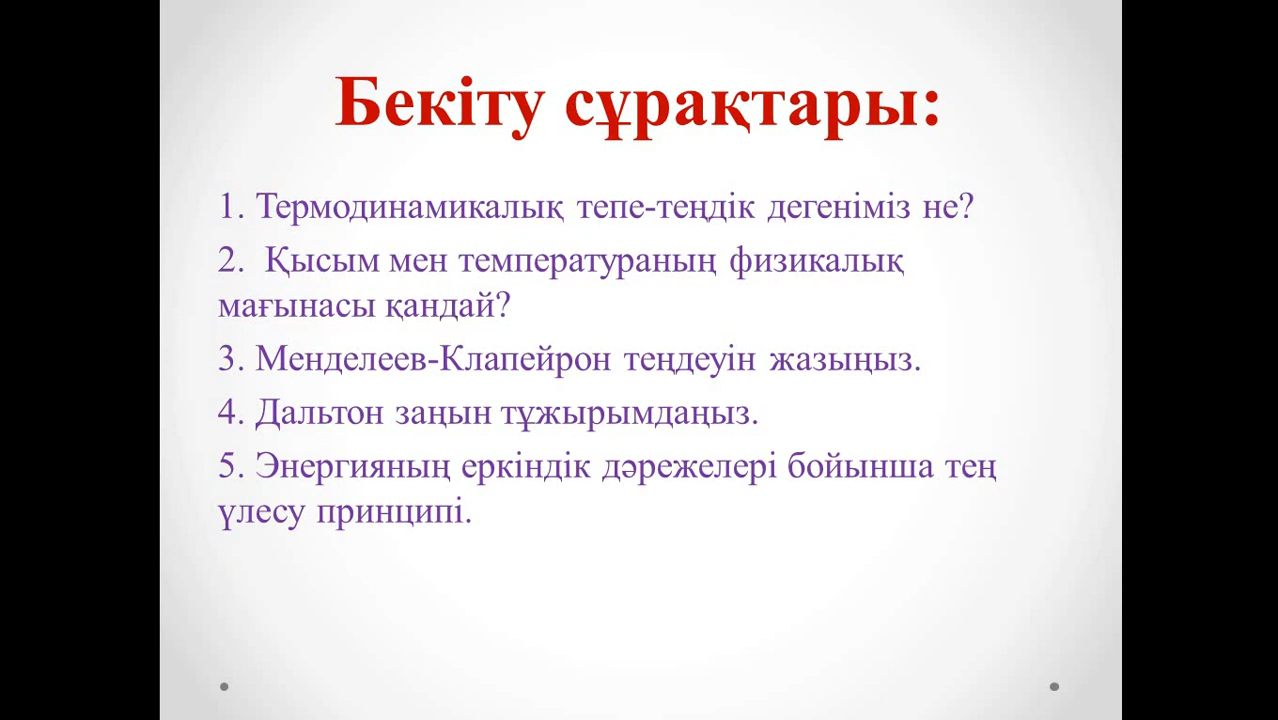 Бекіту сұрақтары:
1. Термодинамикалық тепе-теңдік дегеніміз не?
2. Қысым мен температураның физикалық
мағынасы қандай?
3. Менделеев-Клапейрон теңдеуін жазыңыз.
4. Дальтон заңын тұжырымдаңыз.
5. Энергияның еркіндік дәрежелері бойынша тең
үлесу принципі.